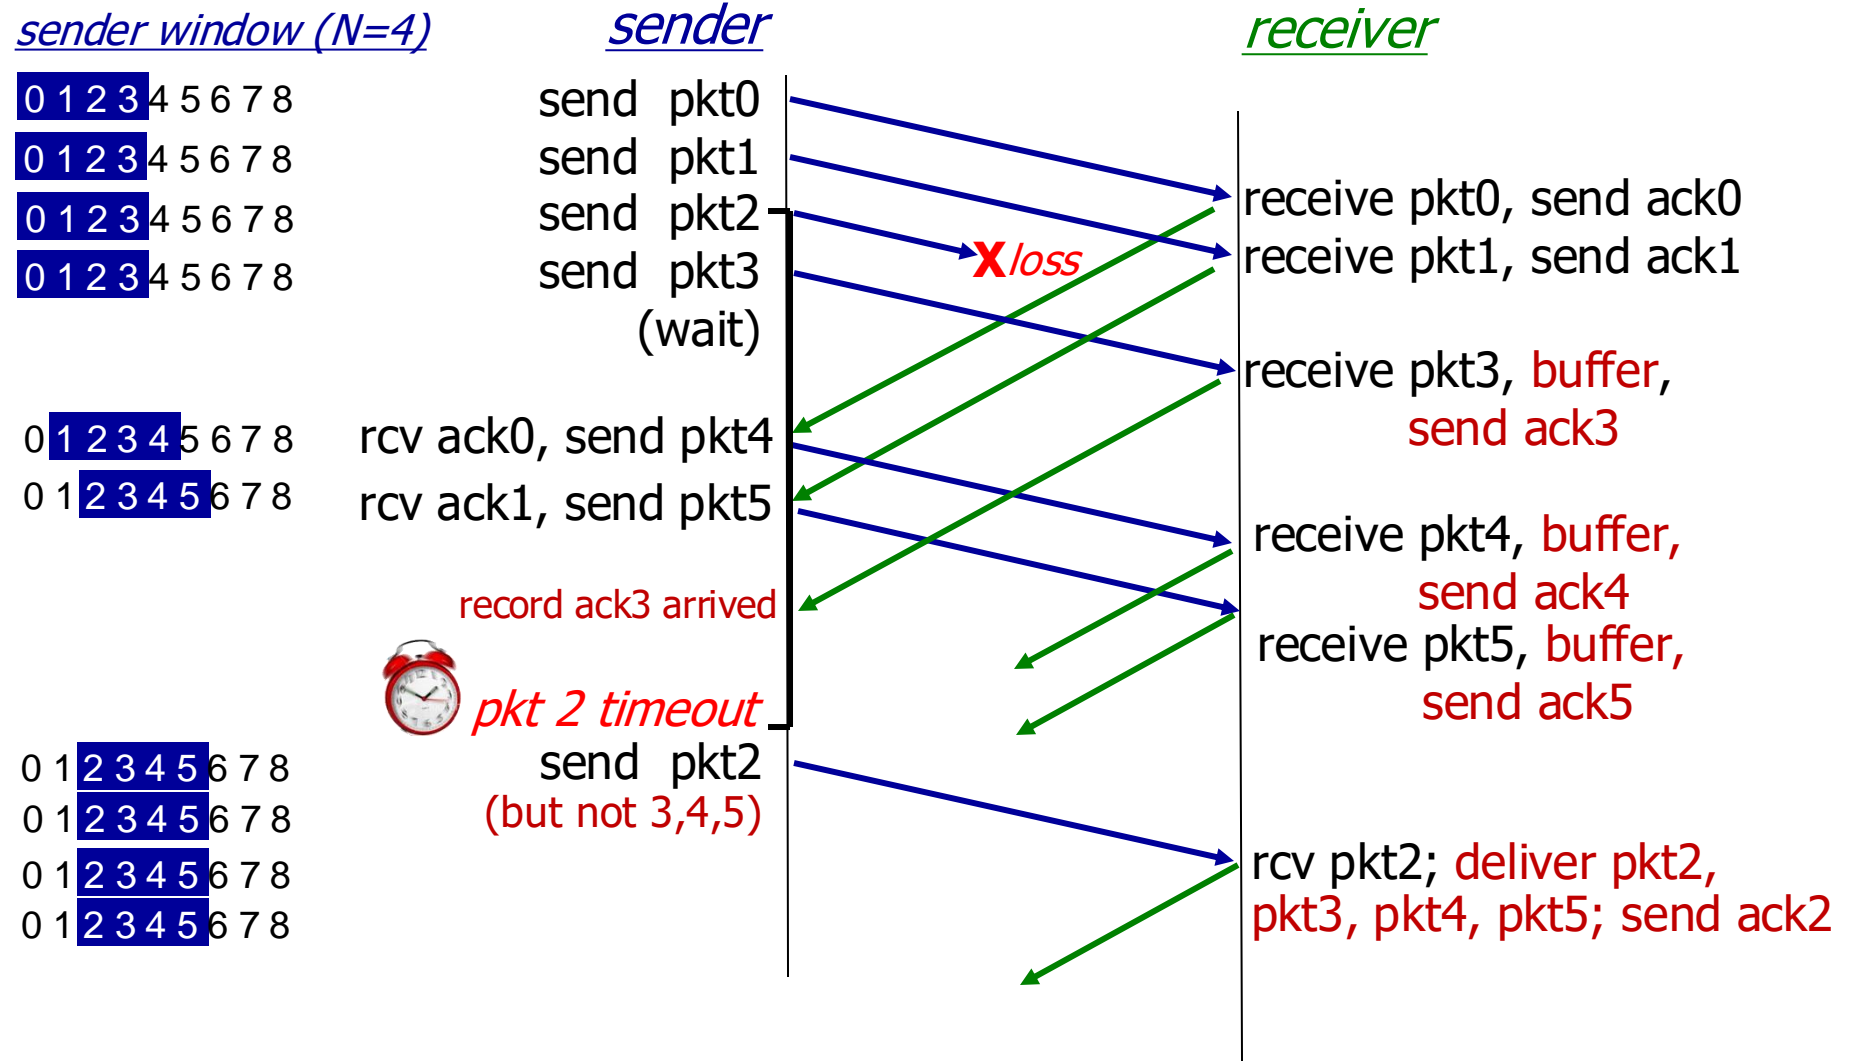 sender window (N=4) sender receiver
0 1 2 3 4 5 6 7 8 send pkt0
0 1 2 3 4 5 6 7 8 send pkt1
0 1 2 3 4 5 6 7 8 send pkt2
0 1 2 3 4 5 6 7 8 send pkt3
(wait)
X loss
receive pkt0, send ack0
receive pkt1, send ack1
receive pkt3, buffer,
send ack3
0 1 2 3 4 5 6 7 8 rcv ack0, send pkt4
0 1 2 3 4 5 6 7 8 rcv ack1, send pkt5
receive pkt4, buffer,
send ack4
record ack3 arrived
receive pkt5, buffer,
send ack5
pkt 2 timeout
0 1 2 3 4 5 6 7 8 send pkt2
0 1 2 3 4 5 6 7 8 (but not 3,4,5)
0 1 2 3 4 5 6 7 8
0 1 2 3 4 5 6 7 8
rcv pkt2; deliver pkt2,
pkt3, pkt4, pkt5; send ack2